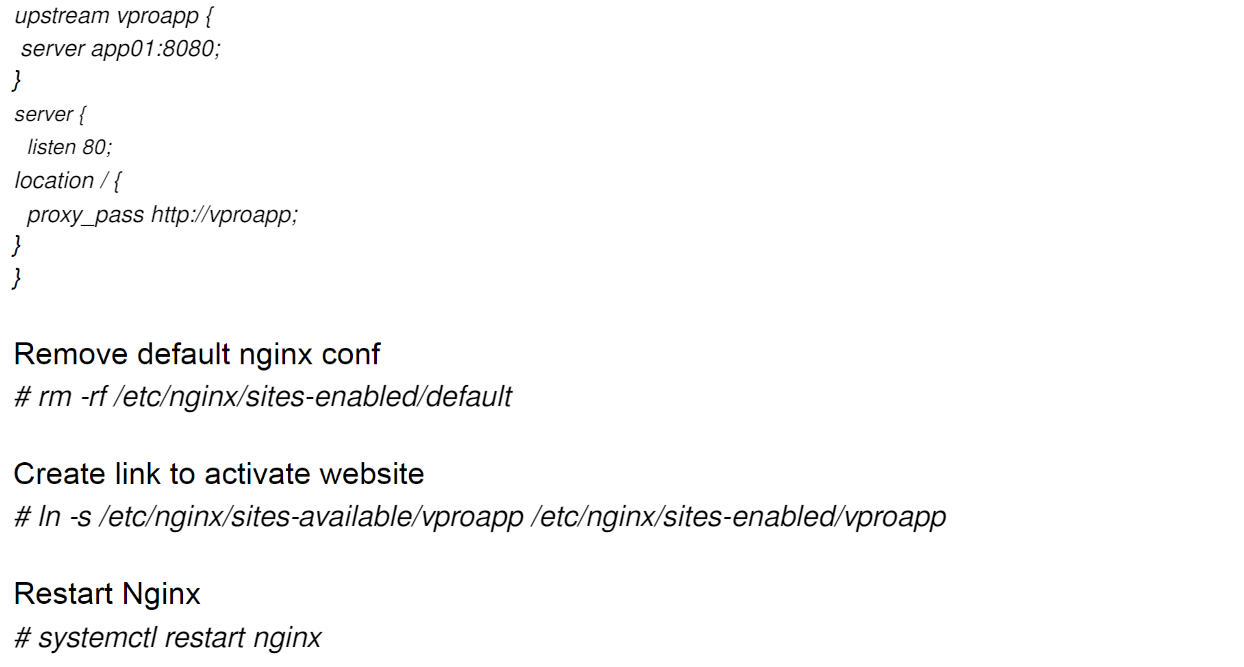 upstream vproapp {
server app01:8080;
}
server {
listen 80;
location / {
proxy_pass http://vproapp;
}
}
Remove default nginx conf
# rm -rf /etc/nginx/sites-enabled/default
Create link to activate website
# ln -s /etc/nginx/sites-available/vproapp /etc/nginx/sites-enabled/vproapp
Restart Nginx
# systemctl restart nginx